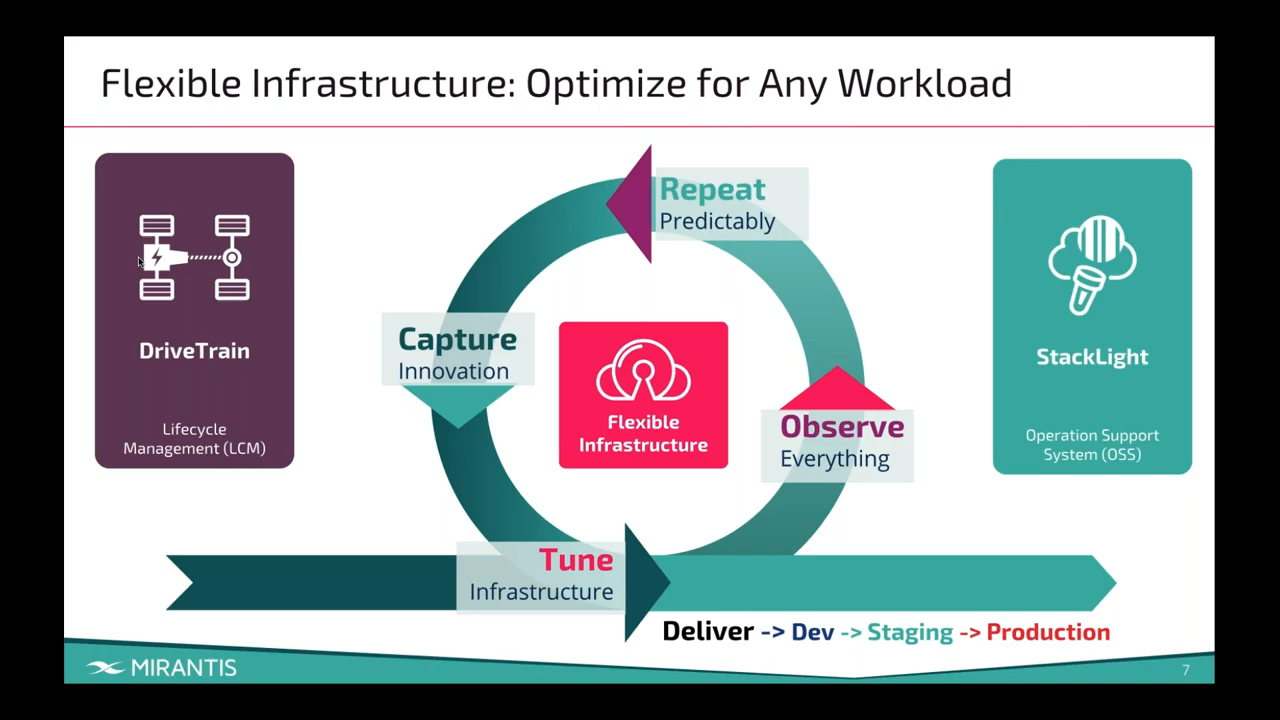 Flexible Infrastructure: Optimize for Any Workload
DriveTrain
Lifecycle
Management (LCM)
Repeat
Predictably
Capture
Innovation
Flexible
Infrastructure
Observe
Everything
Tune
Infrastructure
StackLight
Operation Support
System (OSS)
Deliver -> Dev -> Staging -> Production
MIRANTIS
7